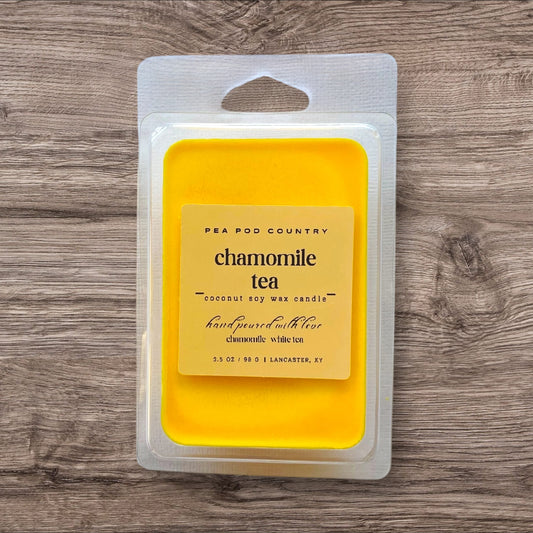 PEA POD COUNTRY
chamomile
tea
coconut soy wax candle
hand poured with love
chamomile white tea
3.5 OZ / 98 G | LANCASTER, KY